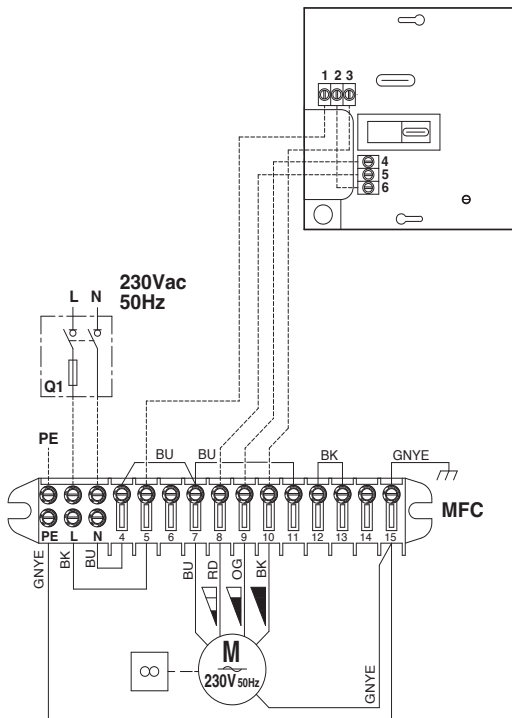 1 2 3
4
5
6
230Vac
50Hz
L N
Q1
PE
BU BU BK GNYE
MFC
PE L N 4 5 6 7 8 9 10 11 12 13 14 15
GNYE BK BU BU RD OG BK
M
230V 50Hz
8
GNYE